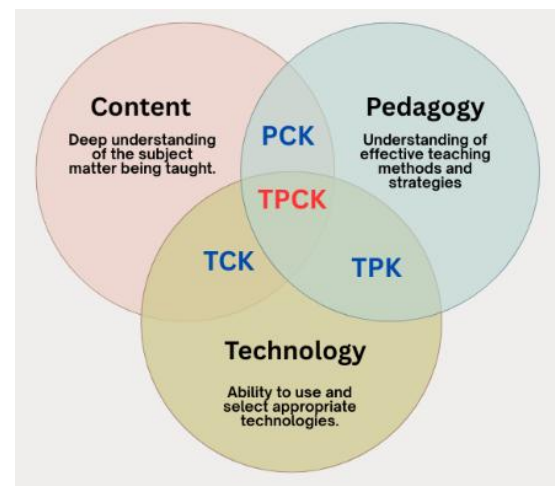 Content
Deep understanding
of the subject
matter being taught.
PCK
Pedagogy
Understanding of
effective teaching
methods and
strategies
TPCK
TCK
TPK
Technology
Ability to use and
select appropriate
technologies.